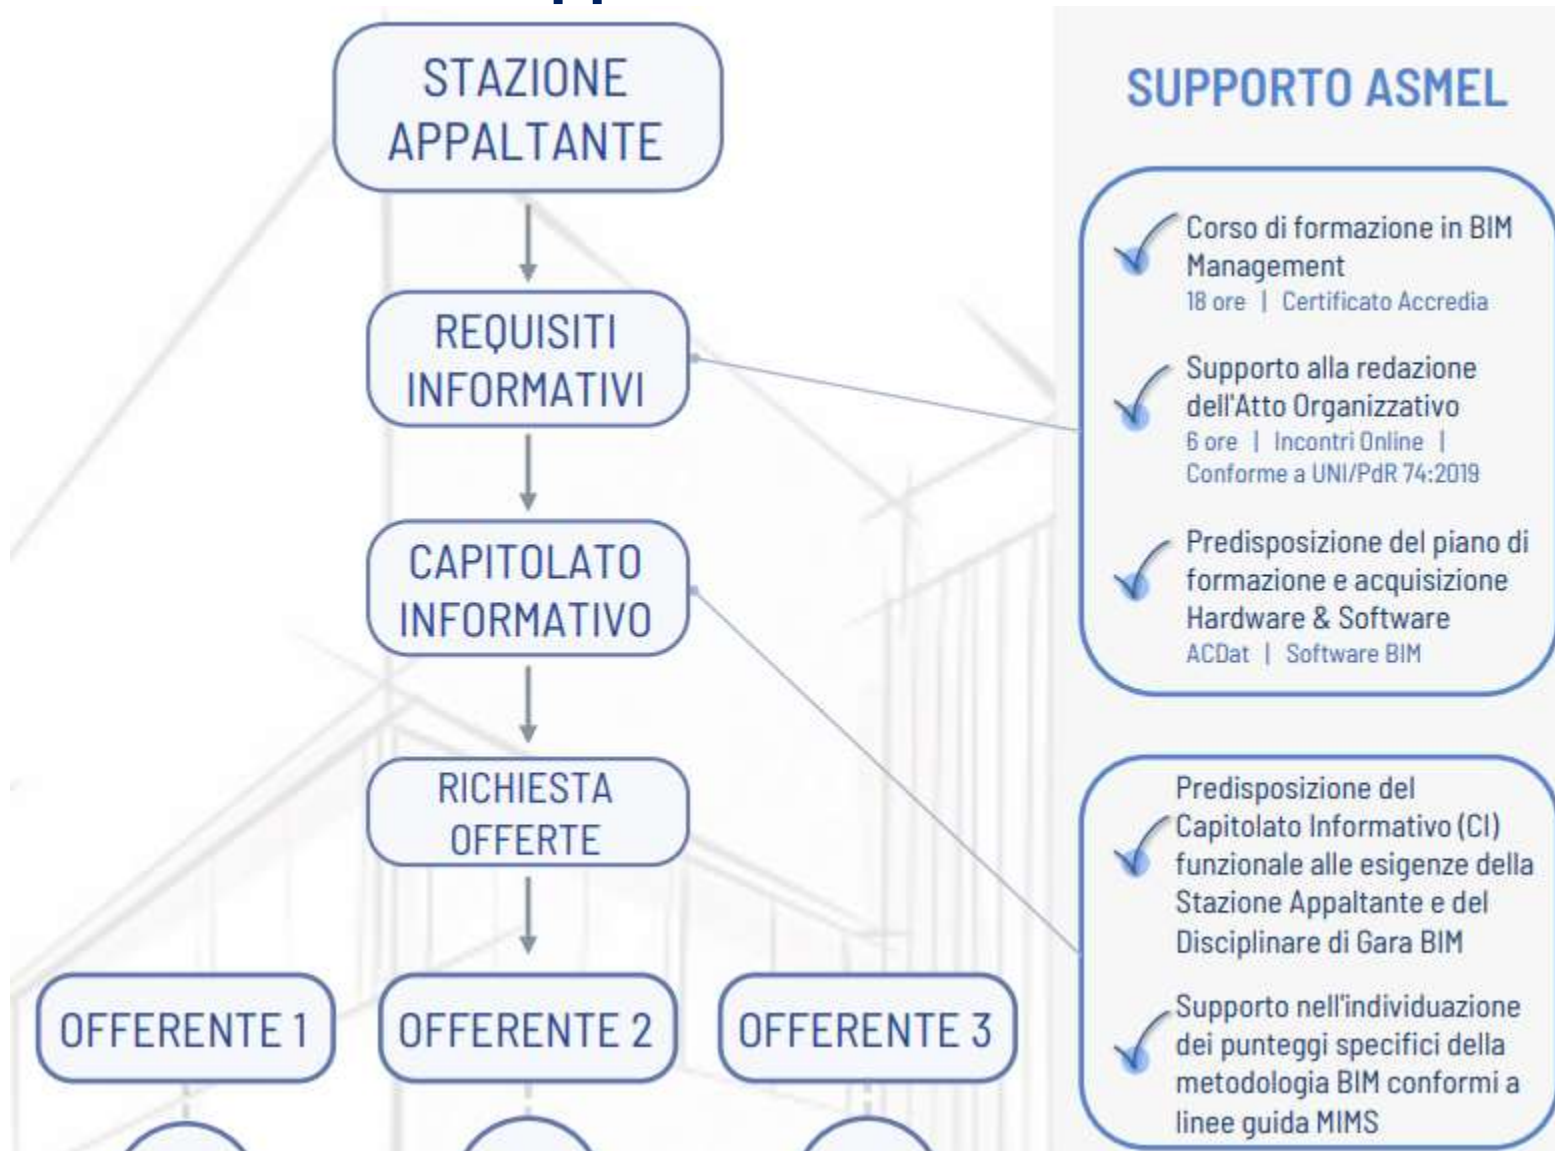 STAZIONE
APPALTANTE
REQUISITI
INFORMATIVI
CAPITOLATO
INFORMATIVO
RICHIESTA
OFFERTE
OFFERENTE 1
OFFERENTE 2
OFFERENTE 3
SUPPORTO ASMEL
Corso di formazione in BIM
Management
18 ore | Certificato Accredia
Supporto alla redazione
dell'Atto Organizzativo
6 ore | Incontri Online |
Conforme a UNI/PdR 74:2019
Predisposizione del piano di
formazione e acquisizione
Hardware & Software
ACDat | Software BIM
Predisposizione del
Capitolato Informativo (CI)
funzionale alle esigenze della
Stazione Appaltante e del
Disciplinare di Gara BIM
Supporto nell'individuazione
dei punteggi specifici della
metodologia BIM conformi a
linee guida MIMS